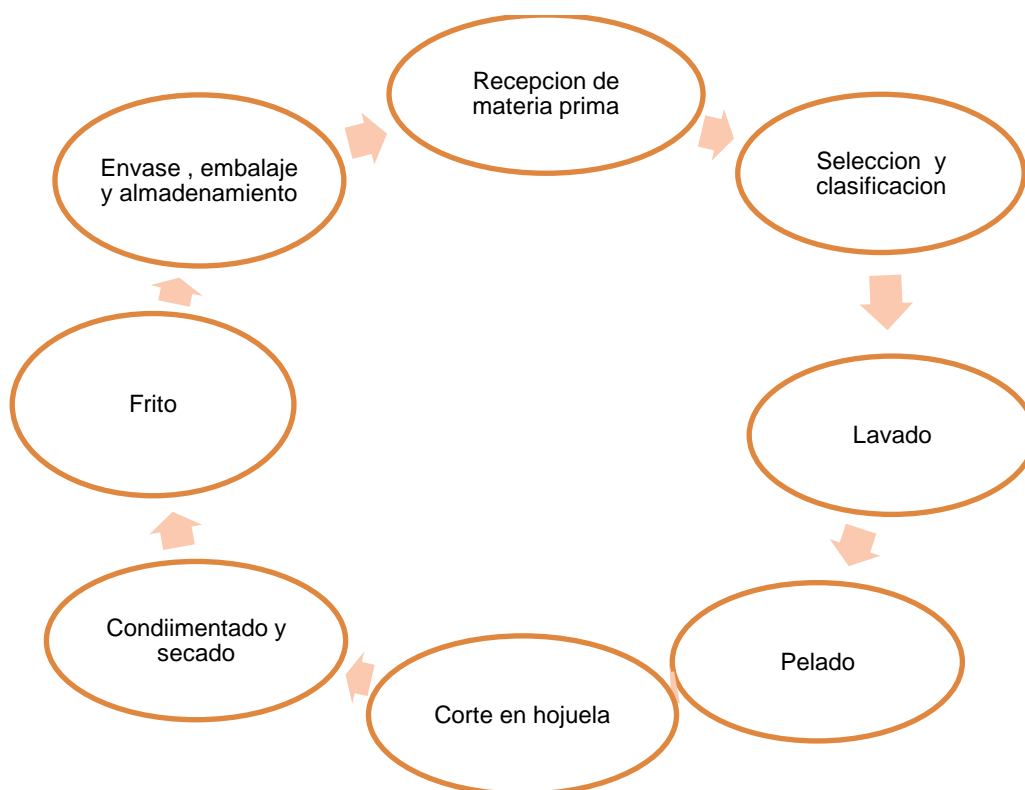 Recepcion de
materia prima
Seleccion y
clasificacion
Lavado
Pelado
Corte en hojuela
Condiimentado y
secado
Frito
Envase , embalaje
y almadenamiento